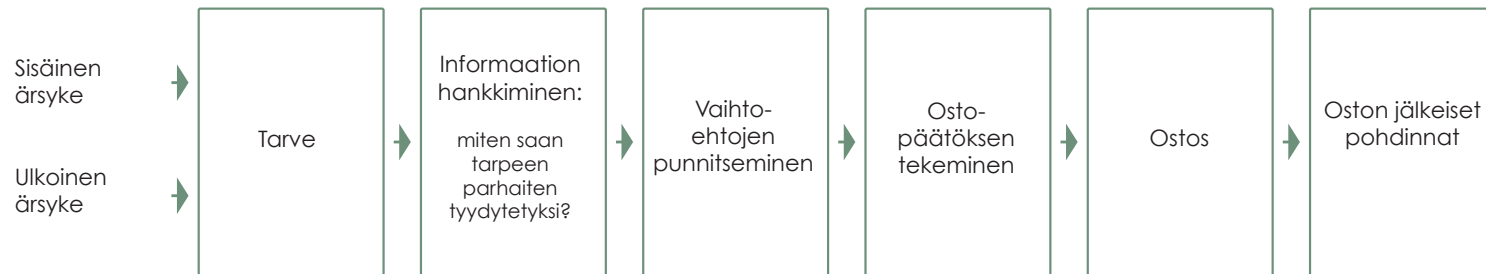 Sisäinen
ärsyke
Ulkoinen
ärsyke
Tarve
Informaation
hankkiminen:
miten saan
tarpeen
parhaiten
tyydytetyksi?
Vaihto-
ehtojen
punnitseminen
Osto-
päätöksen
tekeminen
Ostos
Oston jälkeiset
pohdinnat